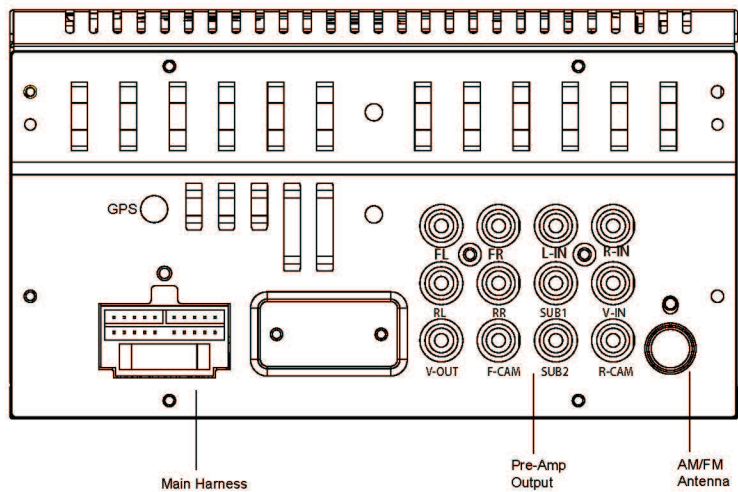 GPS
FL FR L-IN R-IN
RL RR SUB1 V-IN
V-OUT F-CAM SUB2 R-CAM
Main Harness
Pre-Amp
Output
AM/FM
Antenna